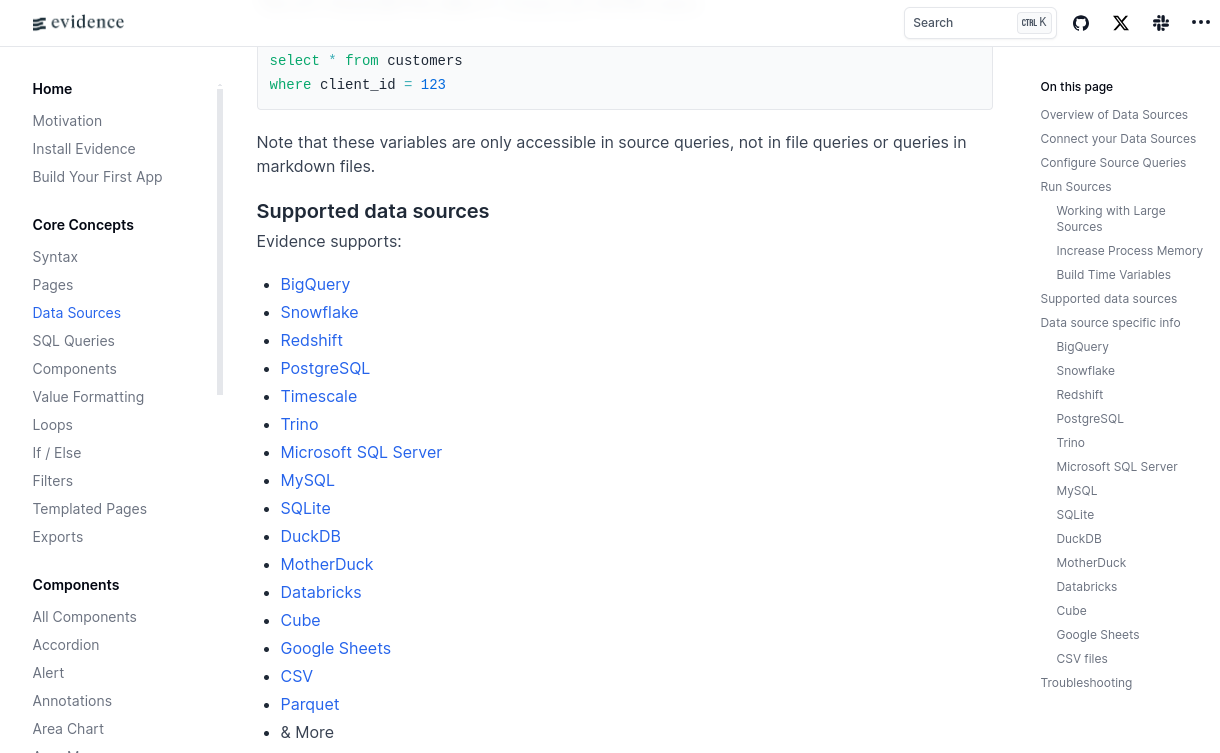 evidence
Search
CTRL K
Home
Motivation
Install Evidence
Build Your First App
Core Concepts
Syntax
Pages
Data Sources
SQL Queries
Components
Value Formatting
Loops
If / Else
Filters
Templated Pages
Exports
Components
All Components
Accordion
Alert
Annotations
Area Chart
select * from customers
where client_id = 123
Note that these variables are only accessible in source queries, not in file queries or queries in
markdown files.
Supported data sources
Evidence supports:
BigQuery
Snowflake
Redshift
PostgreSQL
Timescale
Trino
Microsoft SQL Server
MySQL
SQLite
DuckDB
MotherDuck
Databricks
Cube
Google Sheets
CSV
Parquet
& More
On this page
Overview of Data Sources
Connect your Data Sources
Configure Source Queries
Run Sources
Working with Large
Sources
Increase Process Memory
Build Time Variables
Supported data sources
Data source specific info
BigQuery
Snowflake
Redshift
PostgreSQL
Trino
Microsoft SQL Server
MySQL
SQLite
DuckDB
MotherDuck
Databricks
Cube
Google Sheets
CSV files
Troubleshooting